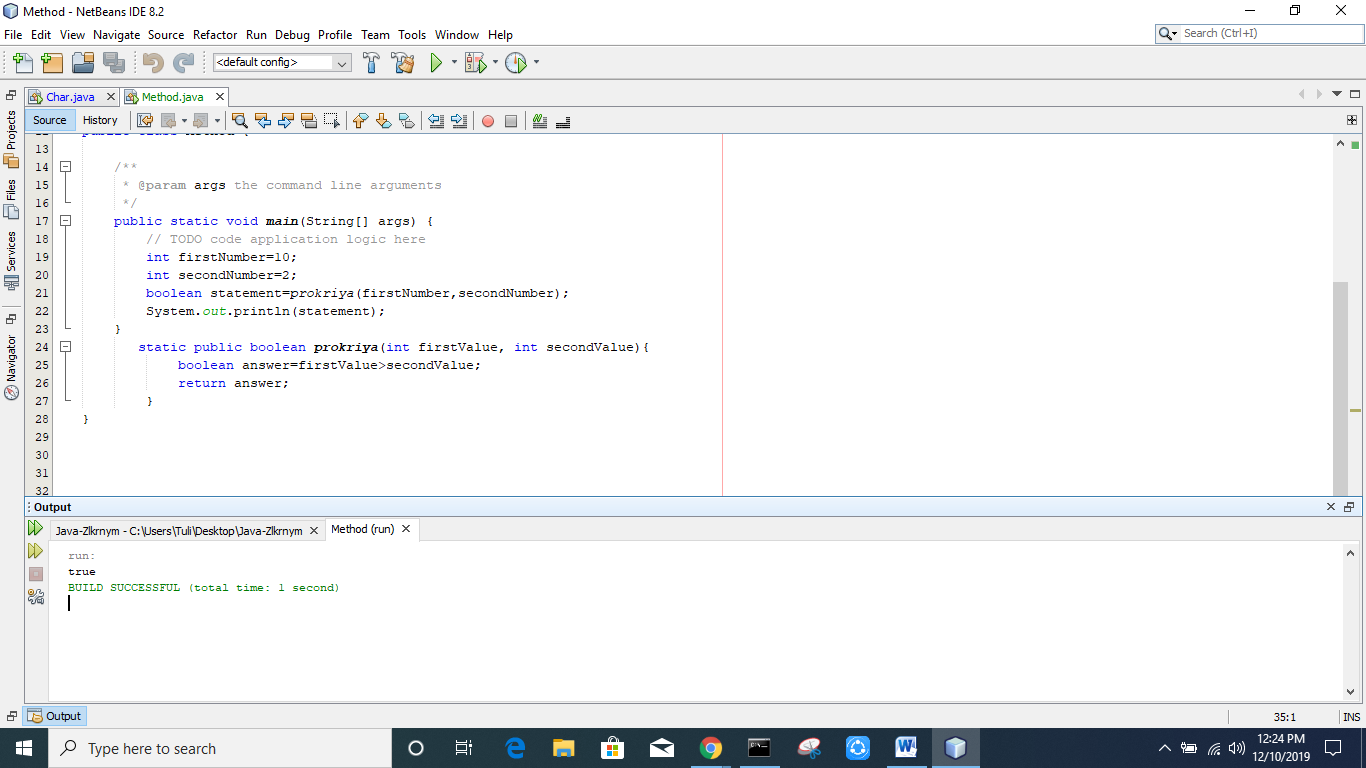 Method - NetBeans IDE 8.2
File Edit View Navigate Source Refactor Run Debug Profile Team Tools Window Help
Search (Ctrl+I)
<default config>
Char.java
Method.java
Source History
Projects
Files
Services
Navigator
13
14 /**
15 * @param args the command line arguments
16 */
17 public static void main(String[] args) {
18 // TODO code application logic here
19 int firstNumber=10;
20 int secondNumber=2;
21 boolean statement=prokriya(firstNumber,secondNumber);
22 System.out.println(statement);
23 }
24 static public boolean prokriya(int firstValue, int secondValue){
25 boolean answer=firstValue>secondValue;
26 return answer;
27 }
28 }
29
30
31
32
Output
Java-Zlkrnym - C:\Users\Tuli\Desktop\Java-Zlkrnym
Method (run)
run:
true
BUILD SUCCESSFUL (total time: 1 second)
Output
35:1
INS
Type here to search
12:24 PM
12/10/2019